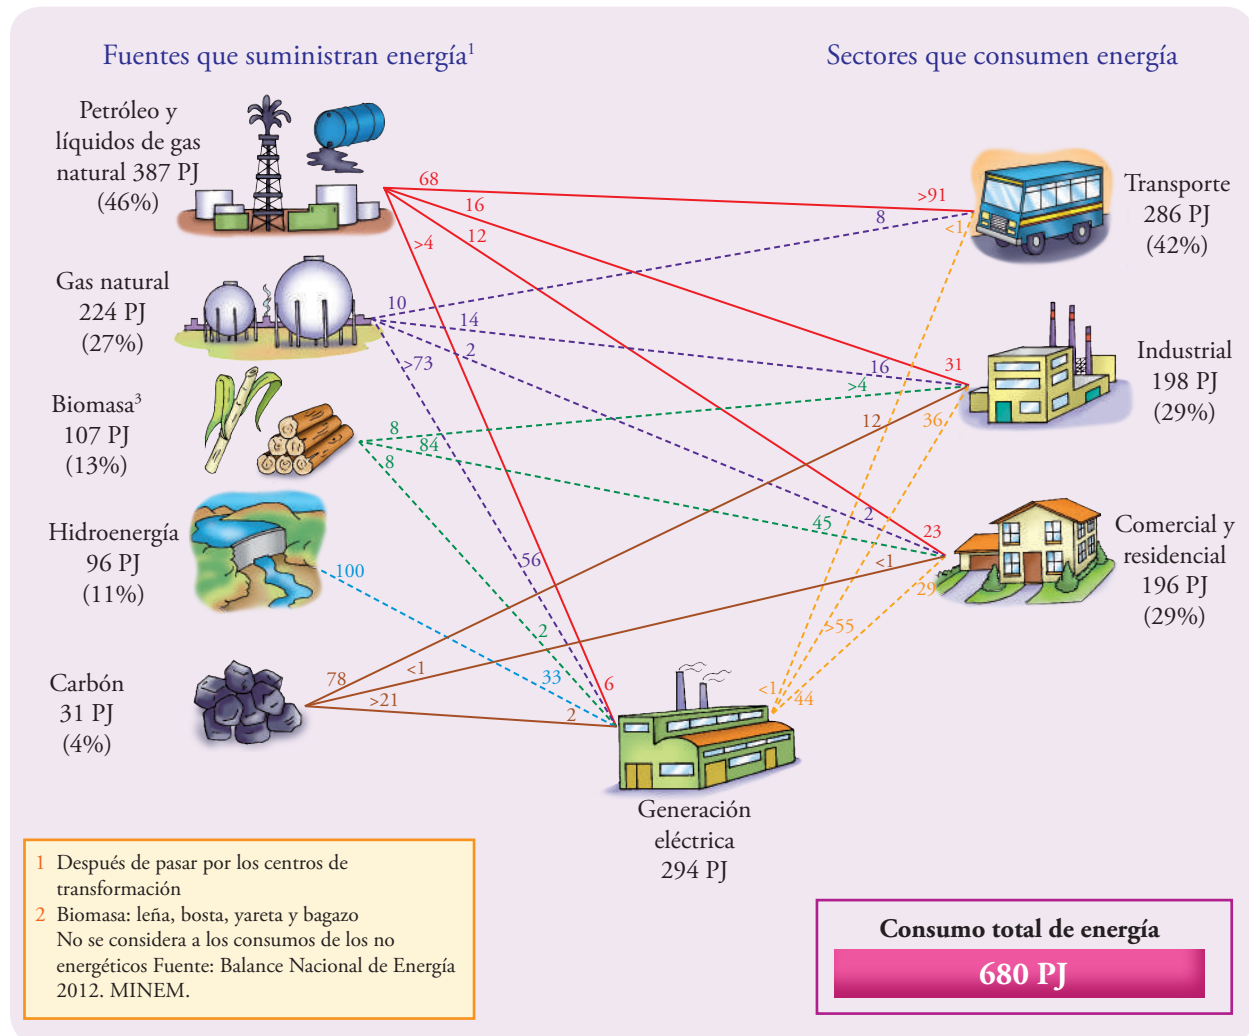 Fuentes que suministran energía1
Sectores que consumen energía
Petróleo y
líquidos de gas
natural 387 PJ
(46%)
68
16
12
>4
>91
8
<1
Transporte
286 PJ
(42%)
Gas natural
224 PJ
(27%)
10
14
2
>73
16
31
>4
12
36
Industrial
198 PJ
(29%)
Biomasa3
107 PJ
(13%)
8
84
8
45
2
23
<1
29
Comercial y
residencial
196 PJ
(29%)
Hidroenergía
96 PJ
(11%)
100
56
2
33
6
2
>55
<1
44
Carbón
31 PJ
(4%)
78
<1
>21
Generación
eléctrica
294 PJ
1 Después de pasar por los centros de
transformación
2 Biomasa: leña, bosta, yareta y bagazo
No se considera a los consumos de los no
energéticos Fuente: Balance Nacional de Energía
2012. MINEM.
Consumo total de energía
680 PJ